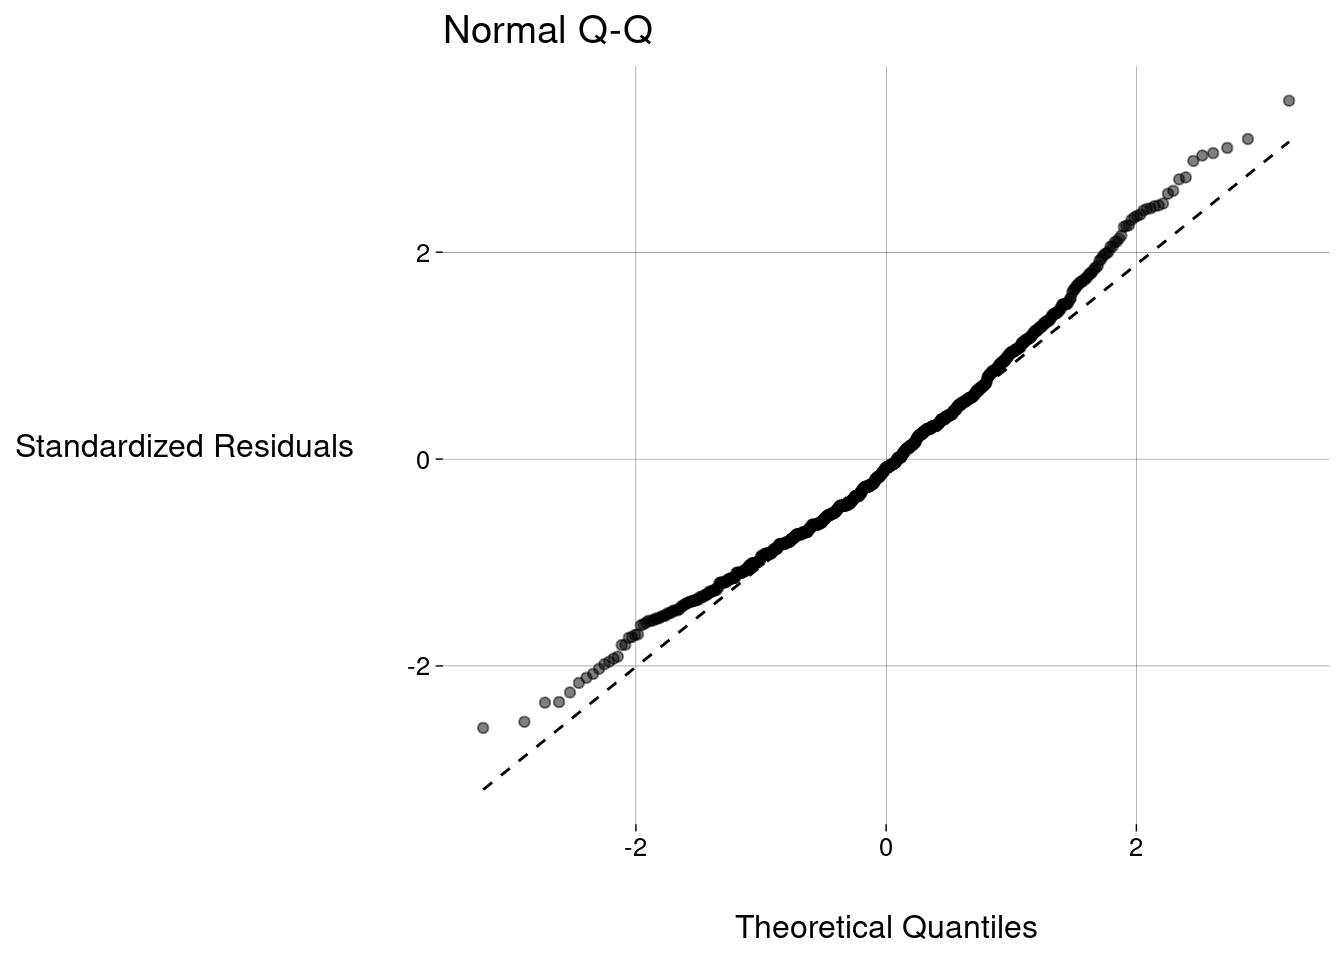 Normal Q-Q
Standardized Residuals
2
0
-2
-2 0 2
Theoretical Quantiles